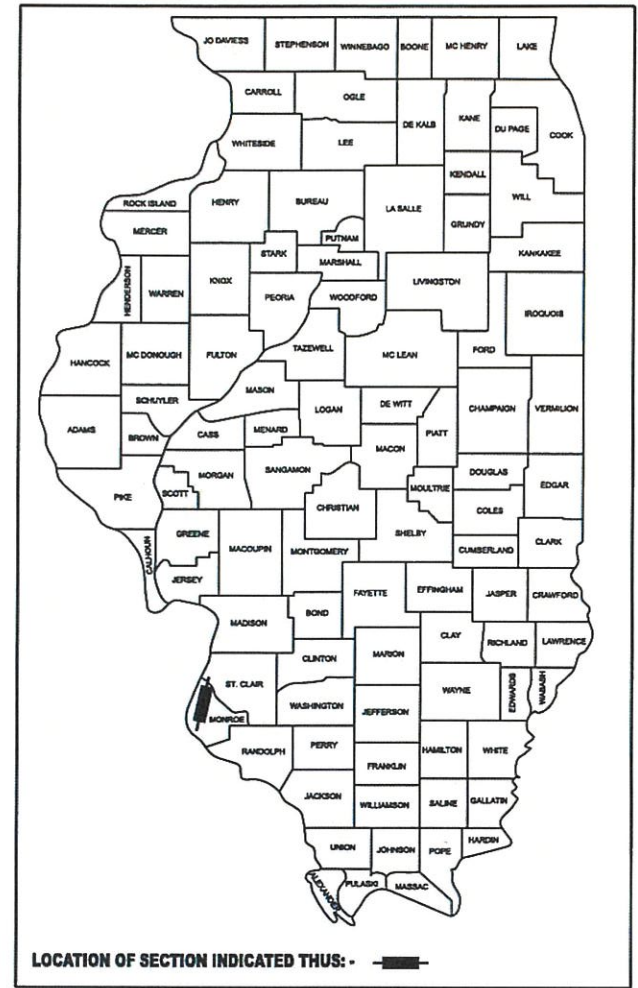 JO DAVIESS STEPHENSON WINNEBAGO BOONE MC HENRY LAKE
CARROLL OGLE DE KALB KANE DU PAGE COOK
WHITESIDE LEE
KENDALL
ROCK ISLAND HENRY BUREAU LA SALLE GRUNDY WILL
MERCER PUTNAM
STARK MARSHALL KANKAKEE
HENDERSON WARREN KNOX PEORIA WOODFORD LIVINGSTON IROQUOIS
HANCOCK MC DONOUGH FULTON TAZEWELL MC LEAN FORD
SCHUYLER MASON LOGAN DE WITT CHAMPAIGN VERMILION
ADAMS BROWN CASS MENARD MACON PIATT
PIKE SCOTT MORGAN SANGAMON MOULTRIE DOUGLAS EDGAR
CHRISTIAN COLES
CALHOUN GREENE MACOUPIN MONTGOMERY SHELBY CUMBERLAND CLARK
JERSEY FAYETTE EFFINGHAM JASPER CRAWFORD
MADISON BOND
CLINTON MARION CLAY RICHLAND LAWRENCE
ST. CLAIR WAYNE EDWARDS WABASH
MONROE WASHINGTON JEFFERSON
RANDOLPH PERRY HAMILTON WHITE
FRANKLIN
JACKSON WILLIAMSON SALINE GALLATIN
UNION JOHNSON POPE HARDIN
ALEXANDER PULASKI MASSAC
LOCATION OF SECTION INDICATED THUS: -